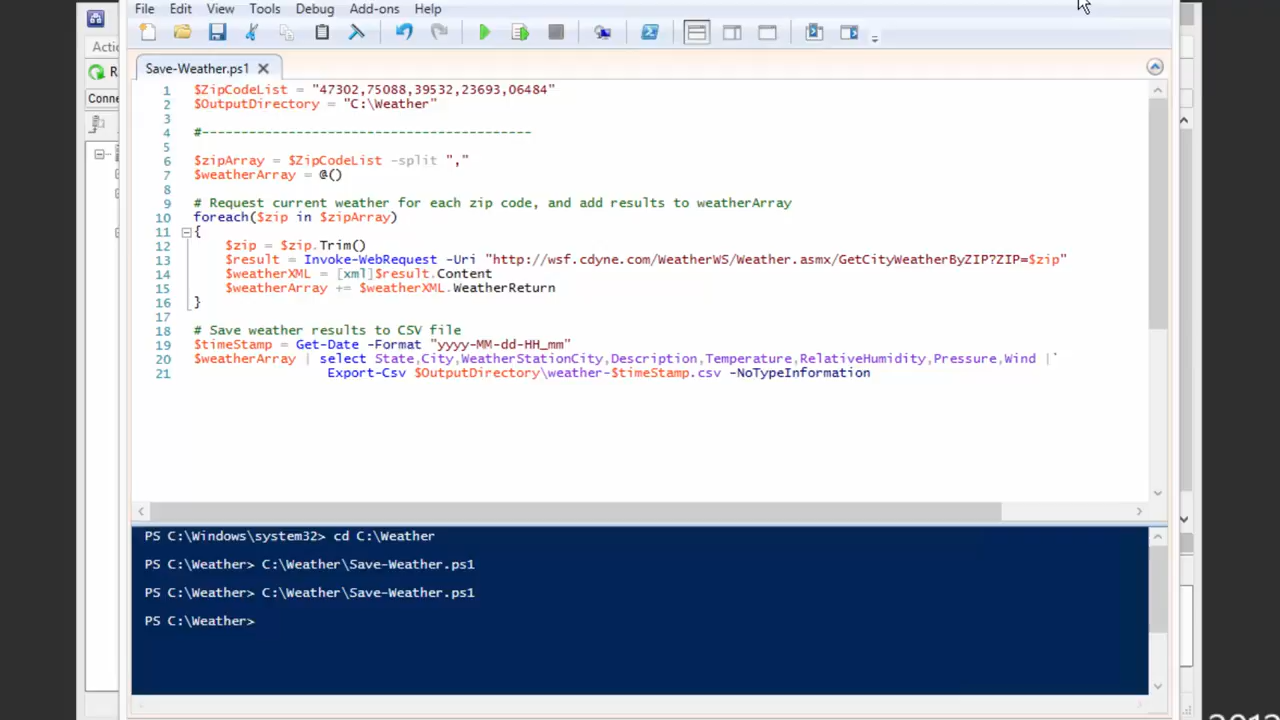 File Edit View Tools Debug Add-ons Help
Actio
R
Save-Weather.ps1
Conne
1 $ZipCodeList = "47302,75088,39532,23693,06484"
2 $OutputDirectory = "C:\Weather"
3
4 #------------------------------------------
5
6 $zipArray = $ZipCodeList -split ","
7 $weatherArray = @()
8
9 # Request current weather for each zip code, and add results to weatherArray
10 foreach($zip in $zipArray)
11 {
12 $zip = $zip.Trim()
13 $result = Invoke-WebRequest -Uri "http://wsf.cdyne.com/WeatherWS/Weather.asmx/GetCityWeatherByZIP?ZIP=$zip"
14 $weatherXML = [xml]$result.Content
15 $weatherArray += $weatherXML.WeatherReturn
16 }
17
18 # Save weather results to CSV file
19 $timeStamp = Get-Date -Format "yyyy-MM-dd-HH_mm"
20 $weatherArray | select State,City,WeatherStationCity,Description,Temperature,RelativeHumidity,Pressure,Wind |`
21 Export-Csv $OutputDirectory\weather-$timeStamp.csv -NoTypeInformation
PS C:\Windows\system32> cd C:\Weather
PS C:\Weather> C:\Weather\Save-Weather.ps1
PS C:\Weather> C:\Weather\Save-Weather.ps1
PS C:\Weather>